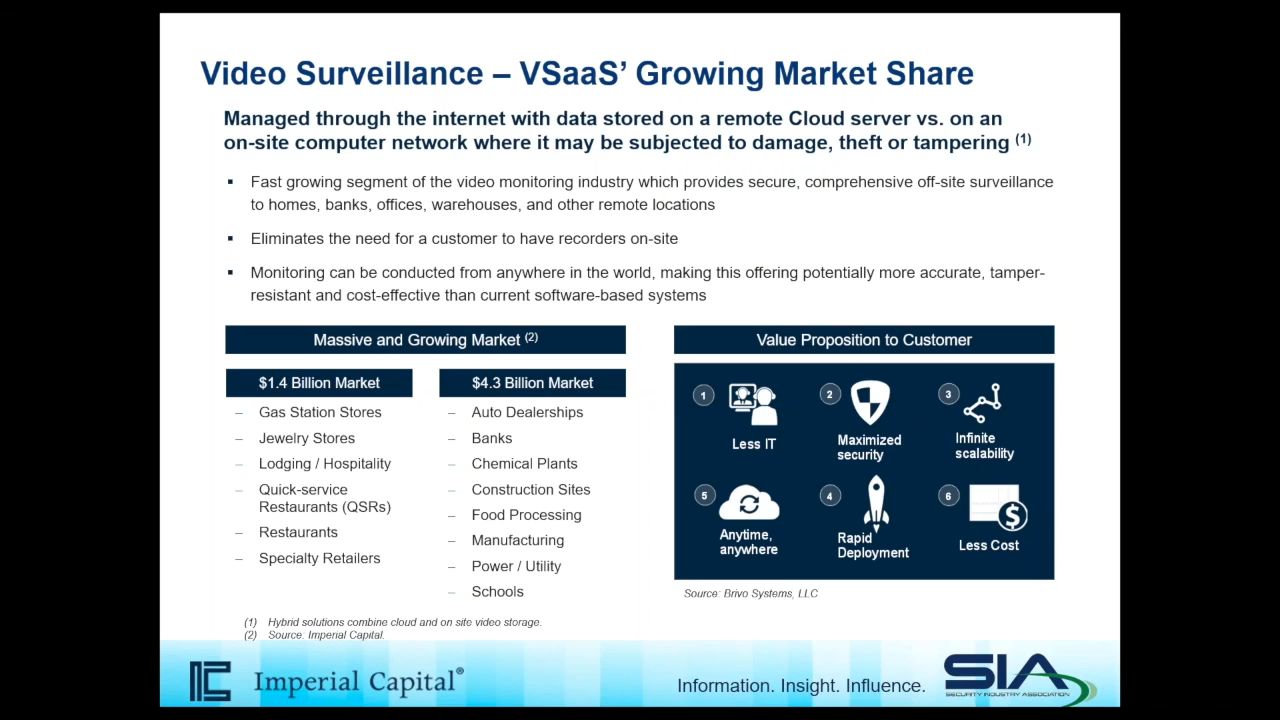 Video Surveillance – VSaaS’ Growing Market Share
Managed through the internet with data stored on a remote Cloud server vs. on an
on-site computer network where it may be subjected to damage, theft or tampering (1)
▪ Fast growing segment of the video monitoring industry which provides secure, comprehensive off-site surveillance
to homes, banks, offices, warehouses, and other remote locations
▪ Eliminates the need for a customer to have recorders on-site
▪ Monitoring can be conducted from anywhere in the world, making this offering potentially more accurate, tamper-
resistant and cost-effective than current software-based systems
Massive and Growing Market (2)
$1.4 Billion Market
– Gas Station Stores
– Jewelry Stores
– Lodging / Hospitality
– Quick-service
Restaurants (QSRs)
– Restaurants
– Specialty Retailers
$4.3 Billion Market
– Auto Dealerships
– Banks
– Chemical Plants
– Construction Sites
– Food Processing
– Manufacturing
– Power / Utility
– Schools
Value Proposition to Customer
1
Less IT
2
Maximized
security
3
Infinite
scalability
5
Anytime,
anywhere
4
Rapid
Deployment
6
$
Less Cost
Source: Brivo Systems, LLC
(1) Hybrid solutions combine cloud and on site video storage.
(2) Source: Imperial Capital.
Imperial Capital®
Information. Insight. Influence.
SIA
SECURITY INDUSTRY ASSOCIATION